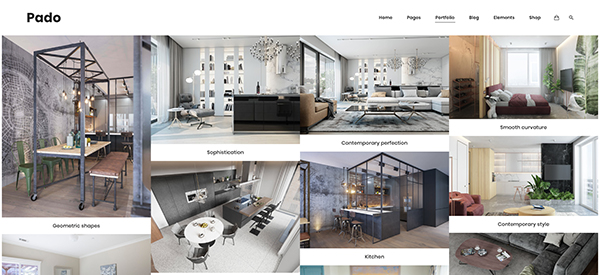 Pado
Home Pages Portfolio Blog Elements Shop
Geometric shapes
Sophistication
Contemporary perfection
Kitchen
Smooth curvature
Contemporary style